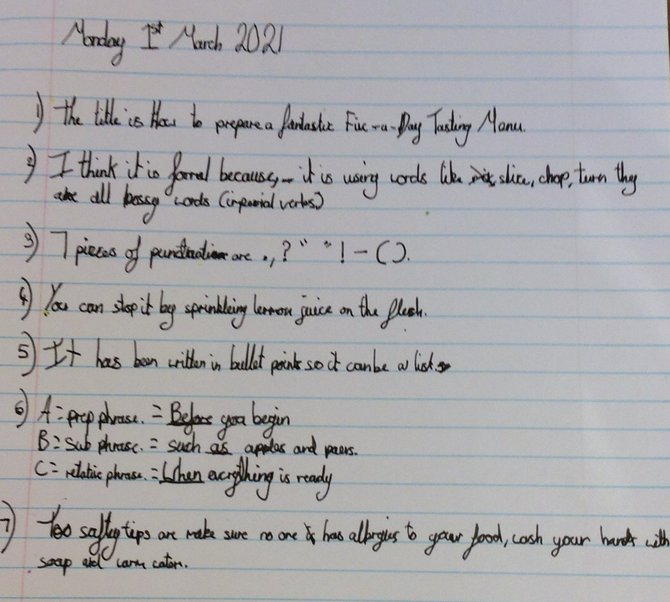 Monday 1st March 2021
1) The title is How to prepare a fantastic Five-a-Day Tasting Menu.
2) I think it is formal because, it is using words like mix, slice, chop, turn they
are all bossy words (imperial verbs)
3) 7 pieces of punctuation are . , ? " " ! - ( ).
4) You can stop it by sprinkleing lemon juice on the flesh.
5) It has been written in bullet points so it can be a list
6) A = prep phrase. = Before you begin
B = sub phrase. = such as apples and pears.
C = relative phrase. = When everything is ready
7) Two saftey tips are make sure no one has allergies to your food, wash your hands with
soap and warm water.